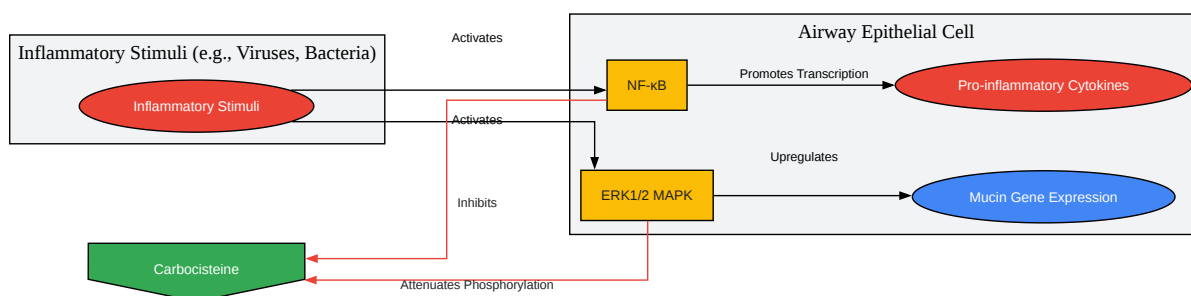 Activates
Inflammatory Stimuli (e.g., Viruses, Bacteria)
Airway Epithelial Cell
Inflammatory Stimuli
NF-κB
Promotes Transcription
Pro-inflammatory Cytokines
Activates
Upregulates
ERK1/2 MAPK
Mucin Gene Expression
Inhibits
Carbocisteine
Attenuates Phosphorylation